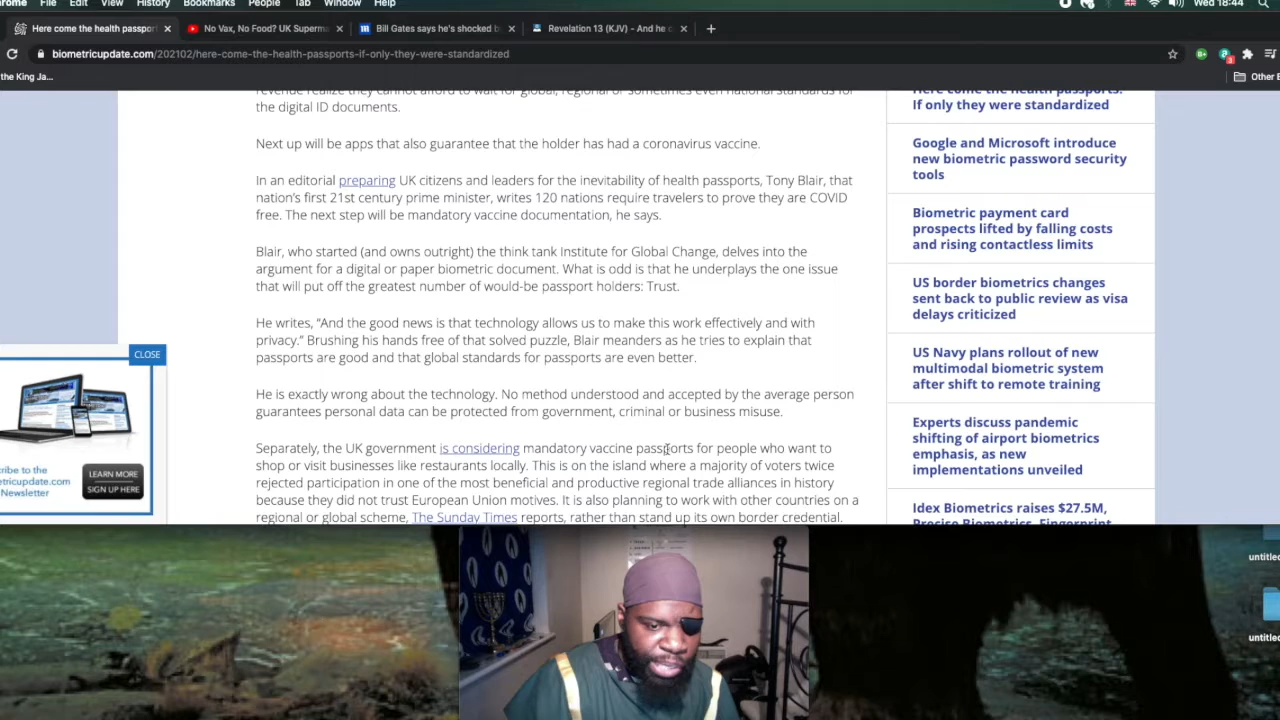 hrome File Edit View History Bookmarks People Tab Window Help Wed 18:44
Here come the health passpor × No Vax, No Food? UK Superma × Bill Gates says he's shocked b × Revelation 13 (KJV) - And he c × +
biometricupdate.com/202102/here-come-the-health-passports-if-only-they-were-standardized
the King Ja... Other B
revenue realize they cannot afford to wait for global, regional or sometimes even national standards for
the digital ID documents.
Next up will be apps that also guarantee that the holder has had a coronavirus vaccine.
In an editorial preparing UK citizens and leaders for the inevitability of health passports, Tony Blair, that
nation's first 21st century prime minister, writes 120 nations require travelers to prove they are COVID
free. The next step will be mandatory vaccine documentation, he says.
Blair, who started (and owns outright) the think tank Institute for Global Change, delves into the
argument for a digital or paper biometric document. What is odd is that he underplays the one issue
that will put off the greatest number of would-be passport holders: Trust.
He writes, “And the good news is that technology allows us to make this work effectively and with
privacy.” Brushing his hands free of that solved puzzle, Blair meanders as he tries to explain that
passports are good and that global standards for passports are even better.
He is exactly wrong about the technology. No method understood and accepted by the average person
guarantees personal data can be protected from government, criminal or business misuse.
Separately, the UK government is considering mandatory vaccine passports for people who want to
shop or visit businesses like restaurants locally. This is on the island where a majority of voters twice
rejected participation in one of the most beneficial and productive regional trade alliances in history
because they did not trust European Union motives. It is also planning to work with other countries on a
regional or global scheme, The Sunday Times reports, rather than stand up its own border credential.
Here come the health passports:
If only they were standardized
Google and Microsoft introduce
new biometric password security
tools
Biometric payment card
prospects lifted by falling costs
and rising contactless limits
US border biometrics changes
sent back to public review as visa
delays criticized
US Navy plans rollout of new
multimodal biometric system
after shift to remote training
Experts discuss pandemic
shifting of airport biometrics
emphasis, as new
implementations unveiled
Idex Biometrics raises $27.5M,
Precise Biometrics, Fingerprint
CLOSE
cribe to the
etricupdate.com
Newsletter
LEARN MORE
SIGN UP HERE
untitled
untitled